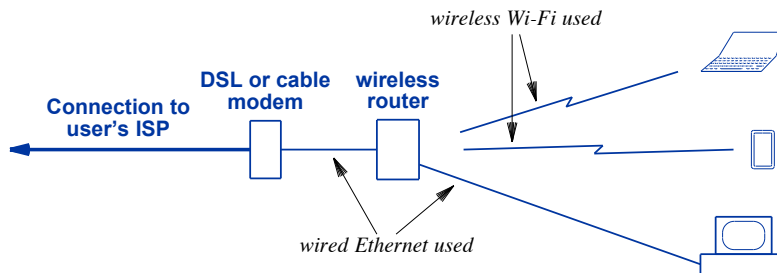 wireless Wi-Fi used
DSL or cable
modem
wireless
router
Connection to
user's ISP
wired Ethernet used